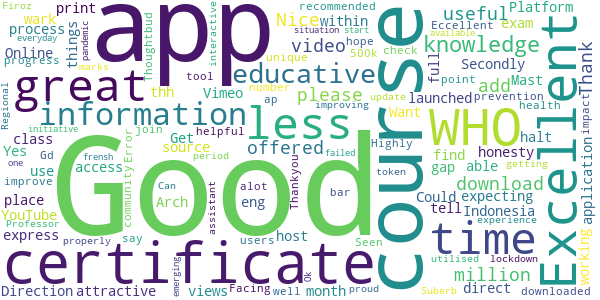 Firoz
everyday
pandemic
print
work
process
Online
progress
things
Regional
app
great
information
Nice
recommended
within
video
tool
interactive
Thoughtbud
unique
situation
start
hope
500k
check
useful
exam
Platform
Eccellent
knowledge
Secondly
add
Mast
full
Thank
available
marks
educative
please
Vimeo
thh
number
ap
improving
update
point
launched
prevention
health
impact
application
less
WHO
course
Excellent
Good
class
join
helpful
Error
community
Get
source
offered
Want
honesty
halt
find
gap
able
Highly
Yes
Gd
use
improve
one
frensh
access
period
Can
Arch
alot
eng
bar
Thankyou
assistant
failed
token
expecting
getting
Could
download
place
YouTube
Professor
express
properly
say
users
host
Seen
time
tell
Indonesia
experience
million
utilised
lockdown
working
certificate
Direction
attractive
views
emerging
Facing
Ok
well
month
proud
direct
Suberb
downloaded
initiative